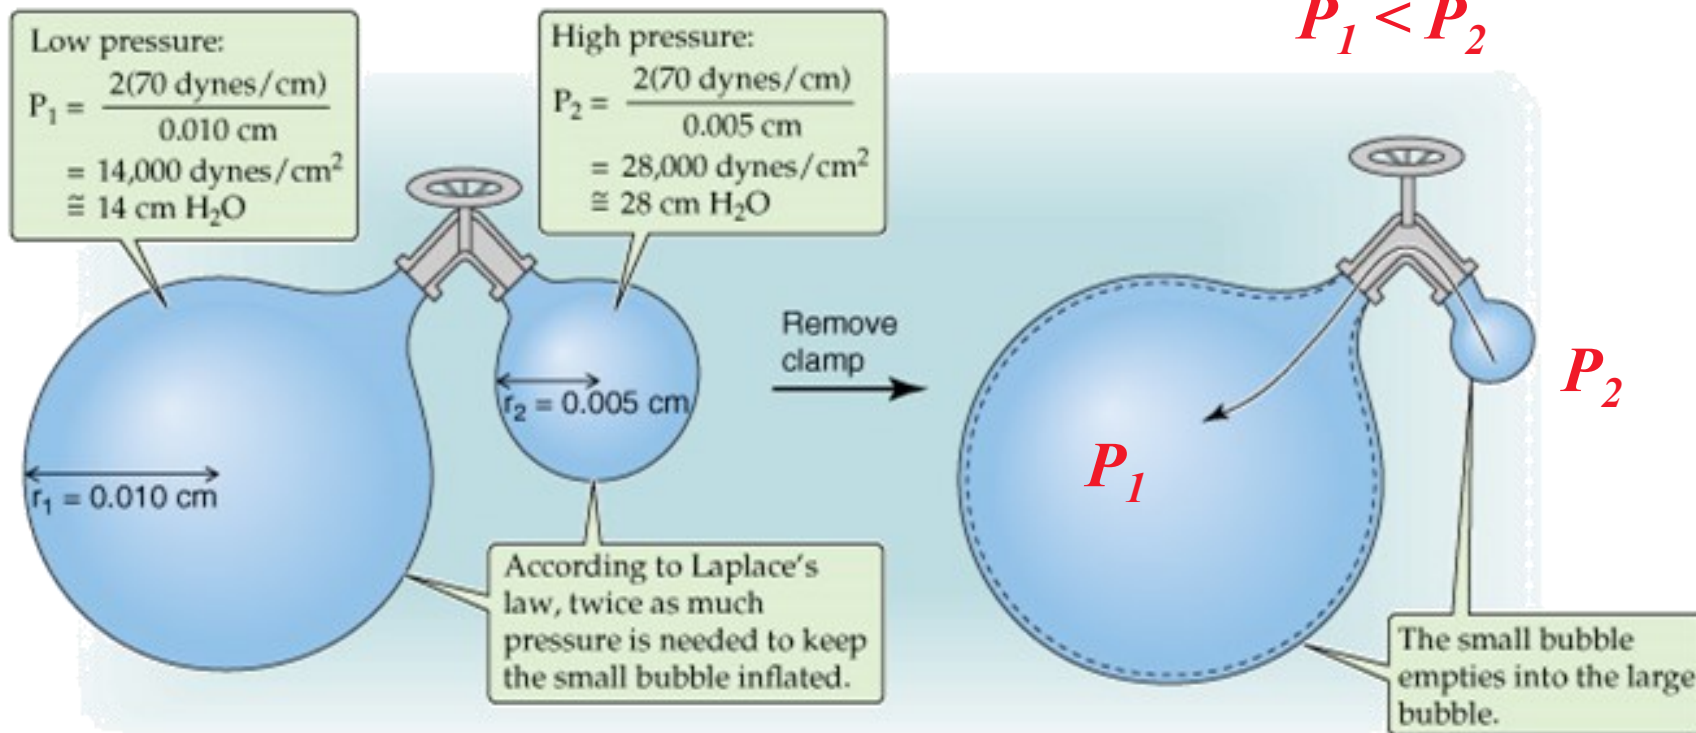 Low pressure:
P₁ = 2(70 dynes/cm) / 0.010 cm
= 14,000 dynes/cm²
≅ 14 cm H₂O
High pressure:
P₂ = 2(70 dynes/cm) / 0.005 cm
= 28,000 dynes/cm²
≅ 28 cm H₂O
P₁ < P₂
r₁ = 0.010 cm
r₂ = 0.005 cm
Remove
clamp
According to Laplace's
law, twice as much
pressure is needed to keep
the small bubble inflated.
P₁
P₂
The small bubble
empties into the large
bubble.